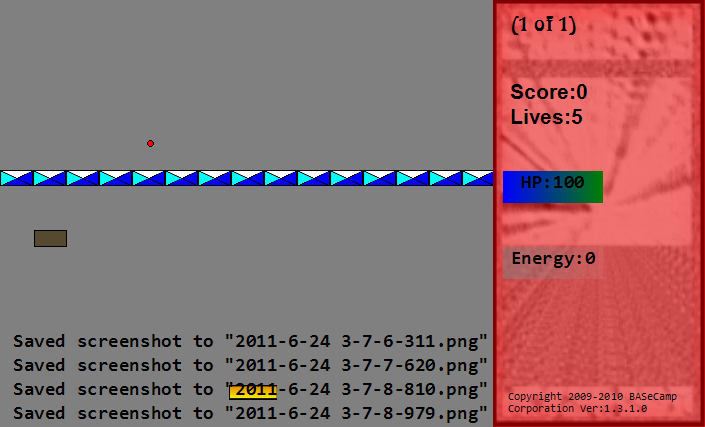 (1 of 1)
Score:0
Lives:5
HP:100
Energy:0
Saved screenshot to "2011-6-24 3-7-6-311.png"
Saved screenshot to "2011-6-24 3-7-7-620.png"
Saved screenshot to "2011-6-24 3-7-8-810.png"
Saved screenshot to "2011-6-24 3-7-8-979.png"
Copyright 2009-2010 BASeCamp
Corporation Ver:1.3.1.0